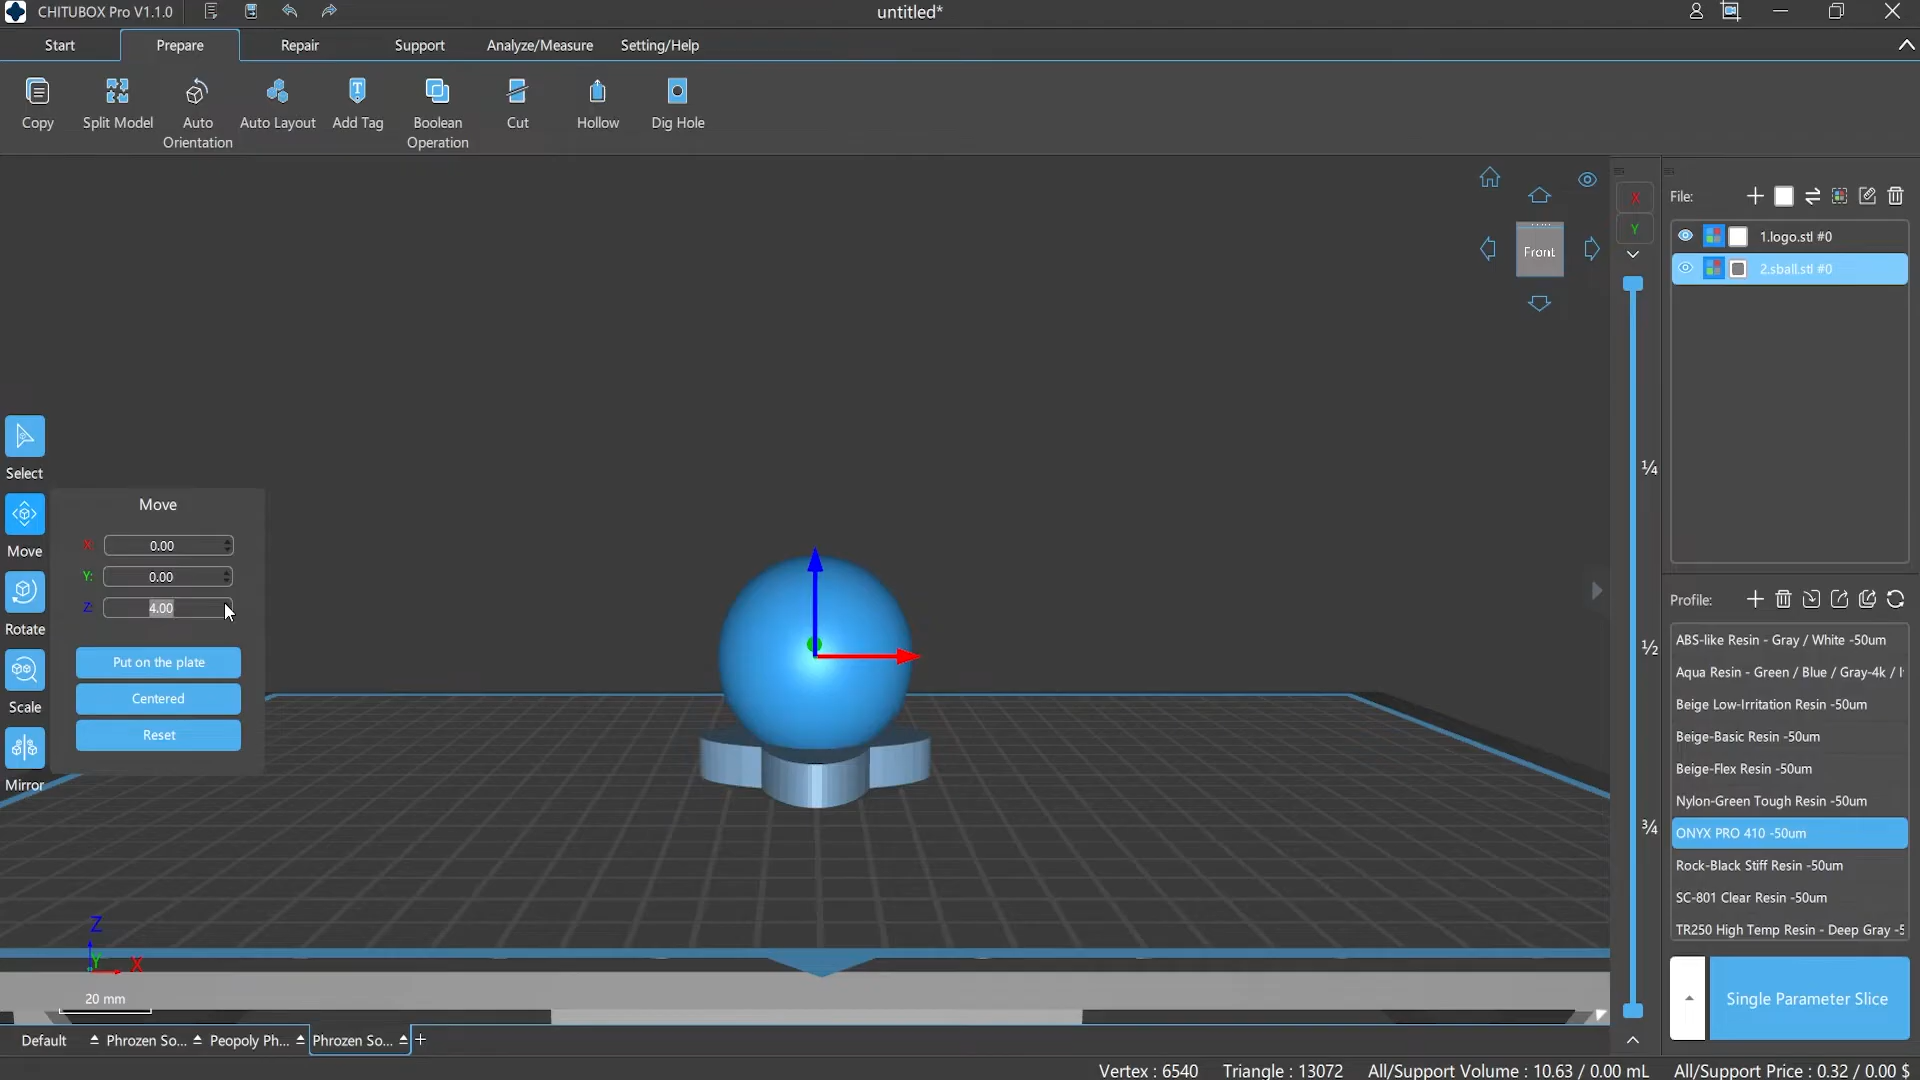 CHITUBOX Pro V1.1.0
untitled*
Start
Prepare
Repair
Support
Analyze/Measure
Setting/Help
Copy
Split Model
Auto
Orientation
Auto Layout
Add Tag
Boolean
Operation
Cut
Hollow
Dig Hole
Front
X
Y
¼
½
¾
File:
1.logo.stl #0
2.sball.stl #0
Select
Move
Rotate
Scale
Mirror
Move
X: 0.00
Y: 0.00
Z: 4.00
Put on the plate
Centered
Reset
Profile:
ABS-like Resin - Gray / White -50um
Aqua Resin - Green / Blue / Gray-4k /
Beige Low-Irritation Resin -50um
Beige-Basic Resin -50um
Beige-Flex Resin -50um
Nylon-Green Tough Resin -50um
ONYX PRO 410 -50um
Rock-Black Stiff Resin -50um
SC-801 Clear Resin -50um
TR250 High Temp Resin - Deep Gray -5
Single Parameter Slice
Z
Y
X
20 mm
Default
Phrozen So...
Peopoly Ph...
Phrozen So...
Vertex : 6540
Triangle : 13072
All/Support Volume : 10.63 / 0.00 mL
All/Support Price : 0.32 / 0.00 $